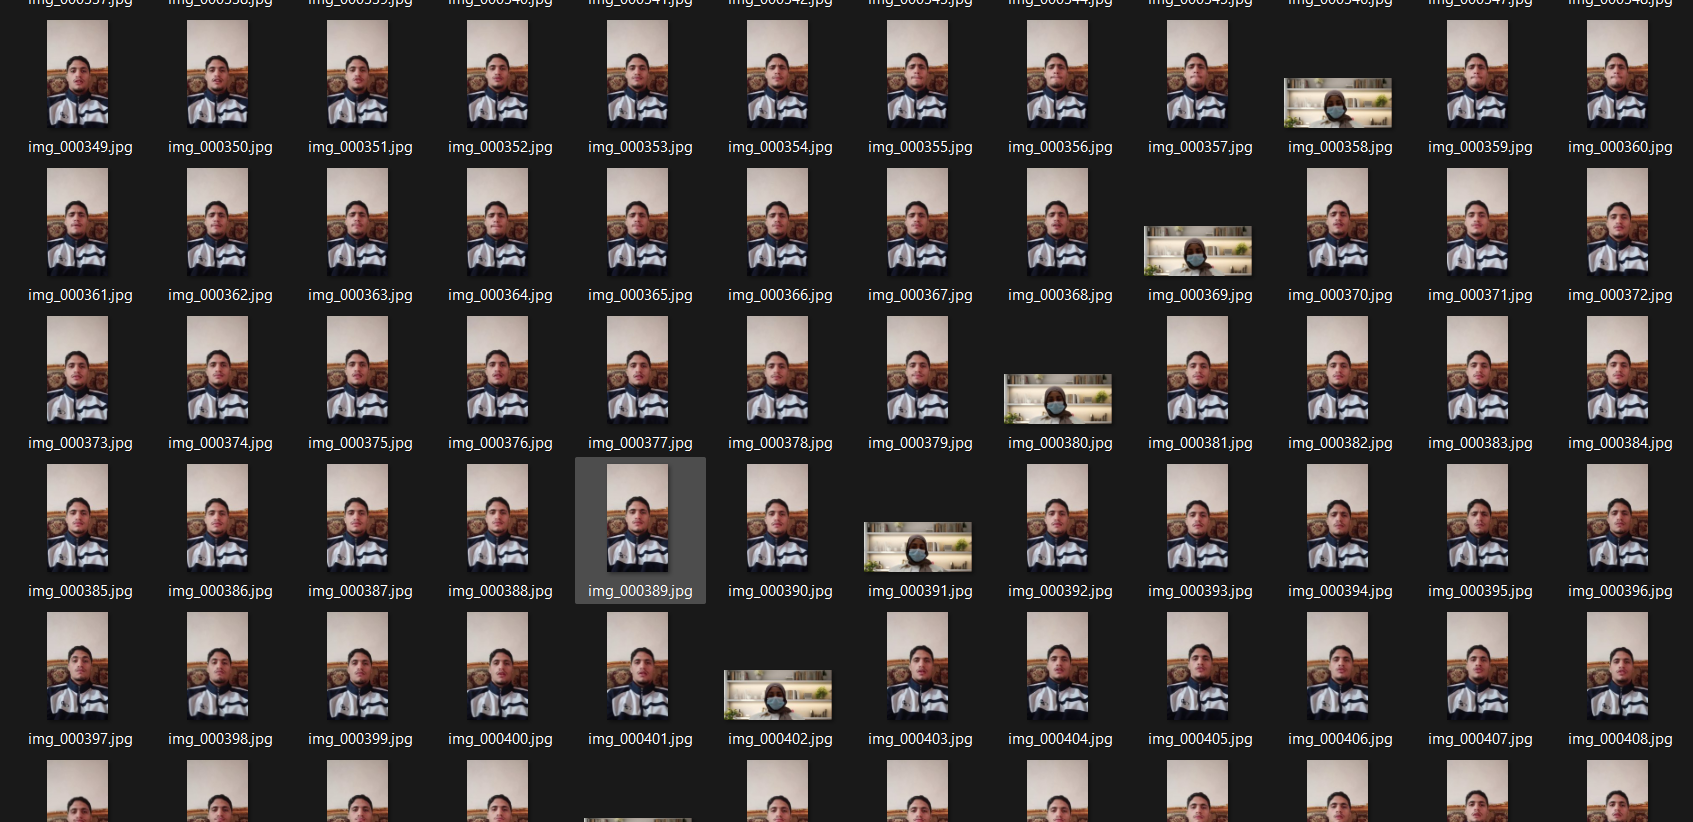 img_000349.jpg img_000350.jpg img_000351.jpg img_000352.jpg img_000353.jpg img_000354.jpg img_000355.jpg img_000356.jpg img_000357.jpg img_000358.jpg img_000359.jpg img_000360.jpg
img_000361.jpg img_000362.jpg img_000363.jpg img_000364.jpg img_000365.jpg img_000366.jpg img_000367.jpg img_000368.jpg img_000369.jpg img_000370.jpg img_000371.jpg img_000372.jpg
img_000373.jpg img_000374.jpg img_000375.jpg img_000376.jpg img_000377.jpg img_000378.jpg img_000379.jpg img_000380.jpg img_000381.jpg img_000382.jpg img_000383.jpg img_000384.jpg
img_000385.jpg img_000386.jpg img_000387.jpg img_000388.jpg img_000389.jpg img_000390.jpg img_000391.jpg img_000392.jpg img_000393.jpg img_000394.jpg img_000395.jpg img_000396.jpg
img_000397.jpg img_000398.jpg img_000399.jpg img_000400.jpg img_000401.jpg img_000402.jpg img_000403.jpg img_000404.jpg img_000405.jpg img_000406.jpg img_000407.jpg img_000408.jpg